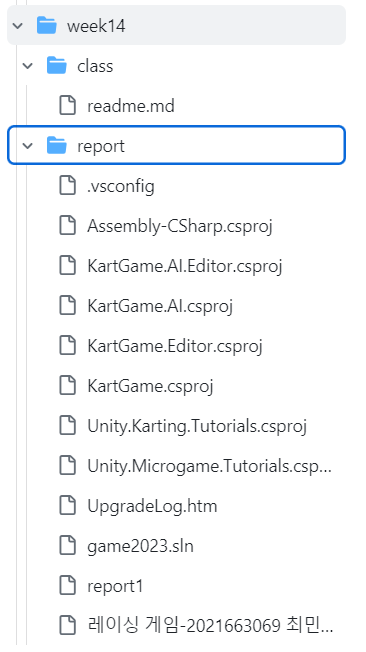 week14
class
readme.md
report
.vsconfig
Assembly-CSharp.csproj
KartGame.AI.Editor.csproj
KartGame.AI.csproj
KartGame.Editor.csproj
KartGame.csproj
Unity.Karting.Tutorials.csproj
Unity.Microgame.Tutorials.csp...
UpgradeLog.htm
game2023.sln
report1
레이싱 게임-2021663069 최민...